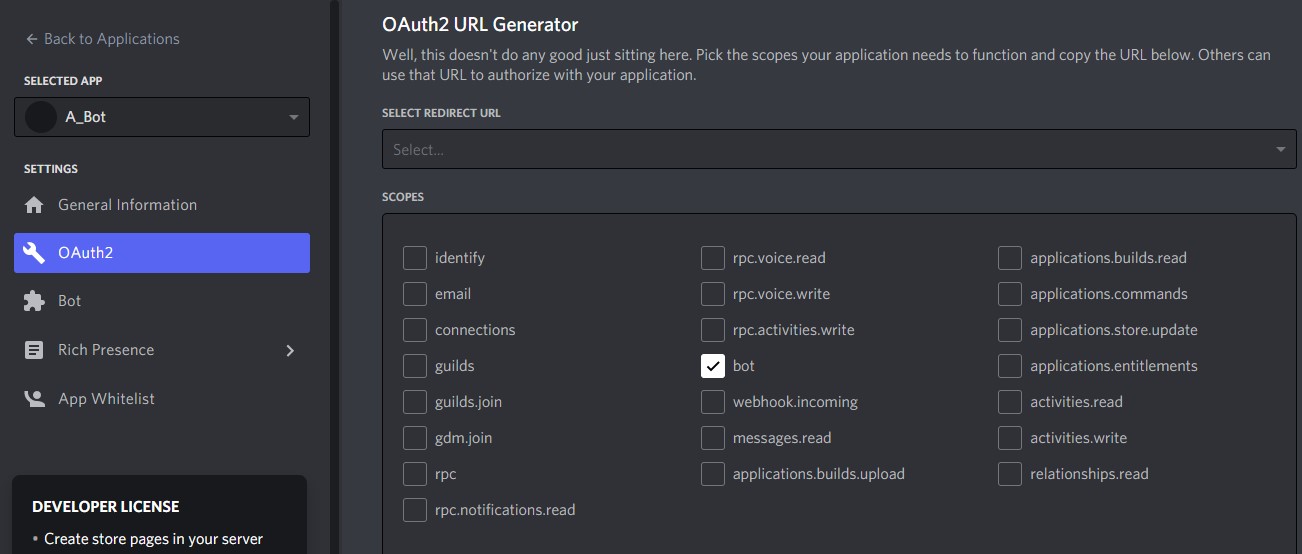 Back to Applications
SELECTED APP
A_Bot
SETTINGS
General Information
OAuth2
Bot
Rich Presence
App Whitelist
DEVELOPER LICENSE
• Create store pages in your server
OAuth2 URL Generator
Well, this doesn't do any good just sitting here. Pick the scopes your application needs to function and copy the URL below. Others can
use that URL to authorize with your application.
SELECT REDIRECT URL
Select...
SCOPES
identify
email
connections
guilds
guilds.join
gdm.join
rpc
rpc.notifications.read
rpc.voice.read
rpc.voice.write
rpc.activities.write
bot
webhook.incoming
messages.read
applications.builds.upload
applications.builds.read
applications.commands
applications.store.update
applications.entitlements
activities.read
activities.write
relationships.read